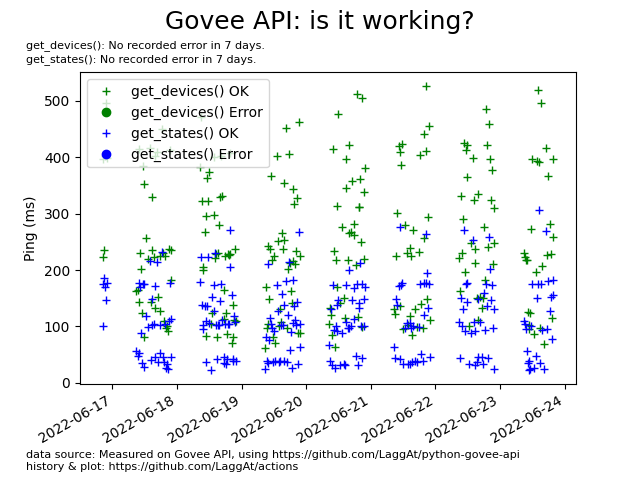 Govee API: is it working?
get_devices(): No recorded error in 7 days.
get_states(): No recorded error in 7 days.
get_devices() OK
get_devices() Error
get_states() OK
get_states() Error
Ping (ms)
500
400
300
200
100
0
2022-06-17
2022-06-18
2022-06-19
2022-06-20
2022-06-21
2022-06-22
2022-06-23
2022-06-24
data source: Measured on Govee API, using https://github.com/LaggAt/python-govee-api
history & plot: https://github.com/LaggAt/actions